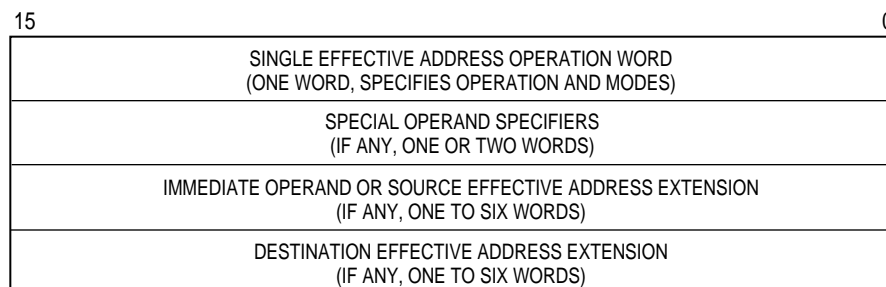 15 0
SINGLE EFFECTIVE ADDRESS OPERATION WORD
(ONE WORD, SPECIFIES OPERATION AND MODES)
SPECIAL OPERAND SPECIFIERS
(IF ANY, ONE OR TWO WORDS)
IMMEDIATE OPERAND OR SOURCE EFFECTIVE ADDRESS EXTENSION
(IF ANY, ONE TO SIX WORDS)
DESTINATION EFFECTIVE ADDRESS EXTENSION
(IF ANY, ONE TO SIX WORDS)